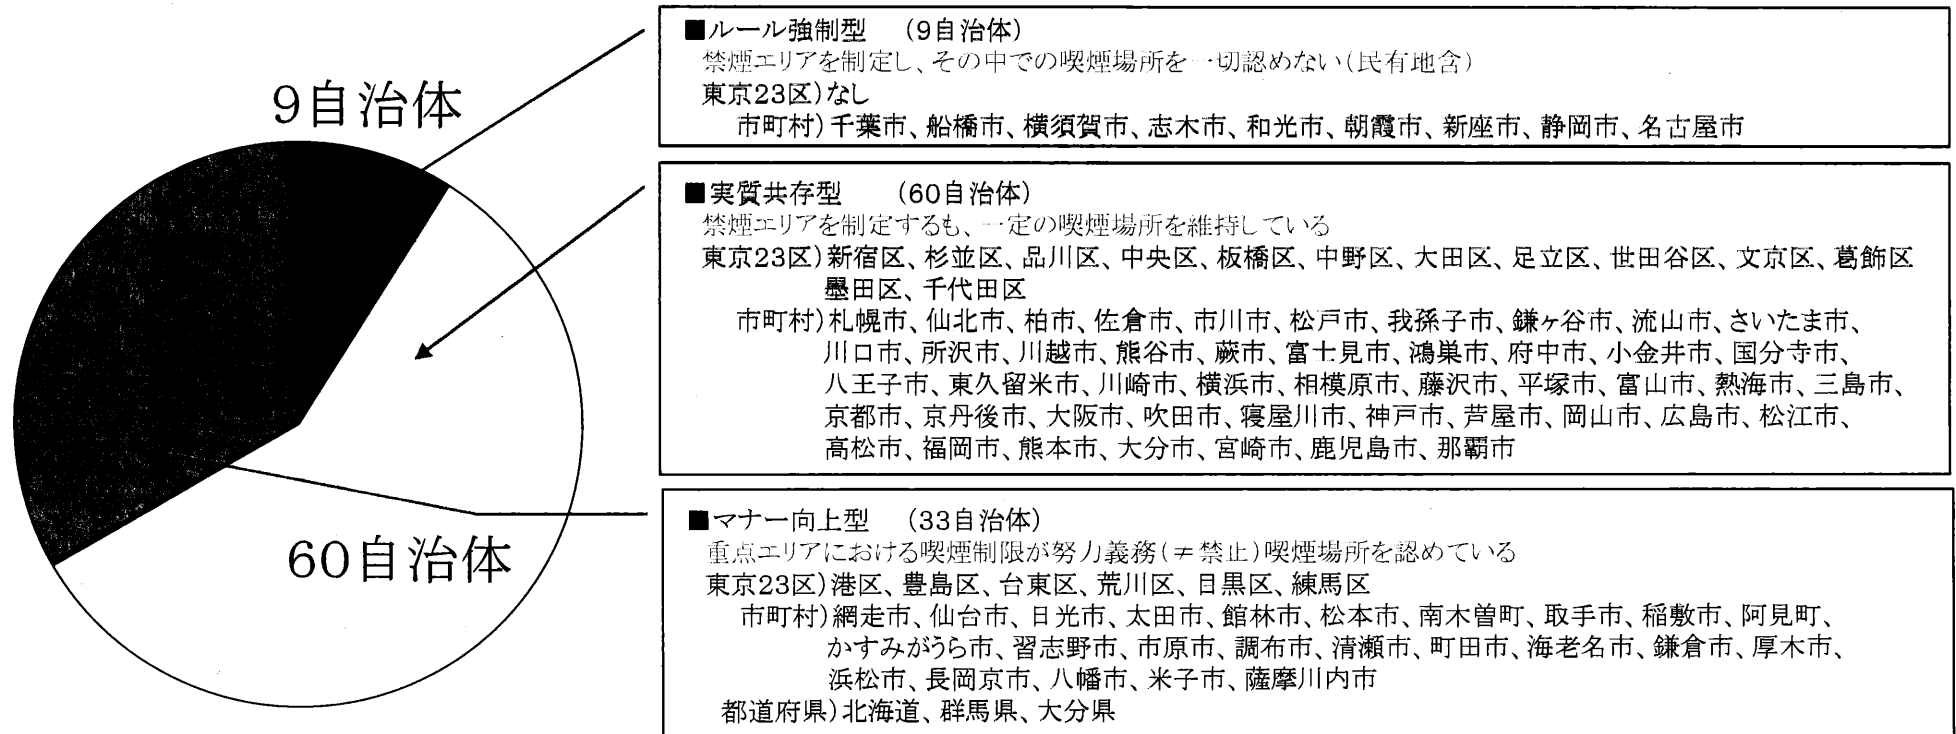 9自治体
60自治体
■ルール強制型 (9自治体)
禁煙エリアを制定し、その中での喫煙場所を一切認めない(民有地含)
東京23区)なし
市町村)千葉市、船橋市、横須賀市、志木市、和光市、朝霞市、新座市、静岡市、名古屋市
■実質共存型 (60自治体)
禁煙エリアを制定するも、一定の喫煙場所を維持している
東京23区)新宿区、杉並区、品川区、中央区、板橋区、中野区、大田区、足立区、世田谷区、文京区、葛飾区
墨田区、千代田区
市町村)札幌市、仙北市、柏市、佐倉市、市川市、松戸市、我孫子市、鎌ヶ谷市、流山市、さいたま市、
川口市、所沢市、川越市、熊谷市、蕨市、富士見市、鴻巣市、府中市、小金井市、国分寺市、
八王子市、東久留米市、川崎市、横浜市、相模原市、藤沢市、平塚市、富山市、熱海市、三島市、
京都市、京丹後市、大阪市、吹田市、寝屋川市、神戸市、芦屋市、岡山市、広島市、松江市、
高松市、福岡市、熊本市、大分市、宮崎市、鹿児島市、那覇市
■マナー向上型 (33自治体)
重点エリアにおける喫煙制限が努力義務(≠禁止)喫煙場所を認めている
東京23区)港区、豊島区、台東区、荒川区、目黒区、練馬区
市町村)網走市、仙台市、日光市、太田市、館林市、松本市、南木曽町、取手市、稲敷市、阿見町、
かすみがうら市、習志野市、市原市、調布市、清瀬市、町田市、海老名市、鎌倉市、厚木市、
浜松市、長岡京市、八幡市、米子市、薩摩川内市
都道府県)北海道、群馬県、大分県